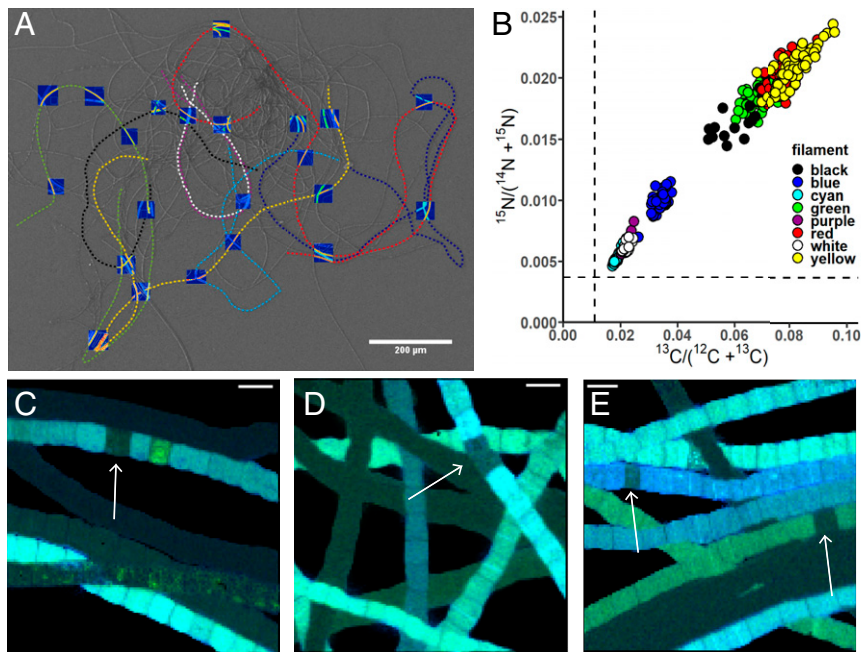 A
200 μm
B
0.025
0.020
0.015
0.010
0.005
0.000
¹⁵N/(¹⁴N + ¹⁵N)
filament
black
blue
cyan
green
purple
red
white
yellow
0.00
0.02
0.04
0.06
0.08
0.10
¹³C/(¹²C + ¹³C)
C
D
E